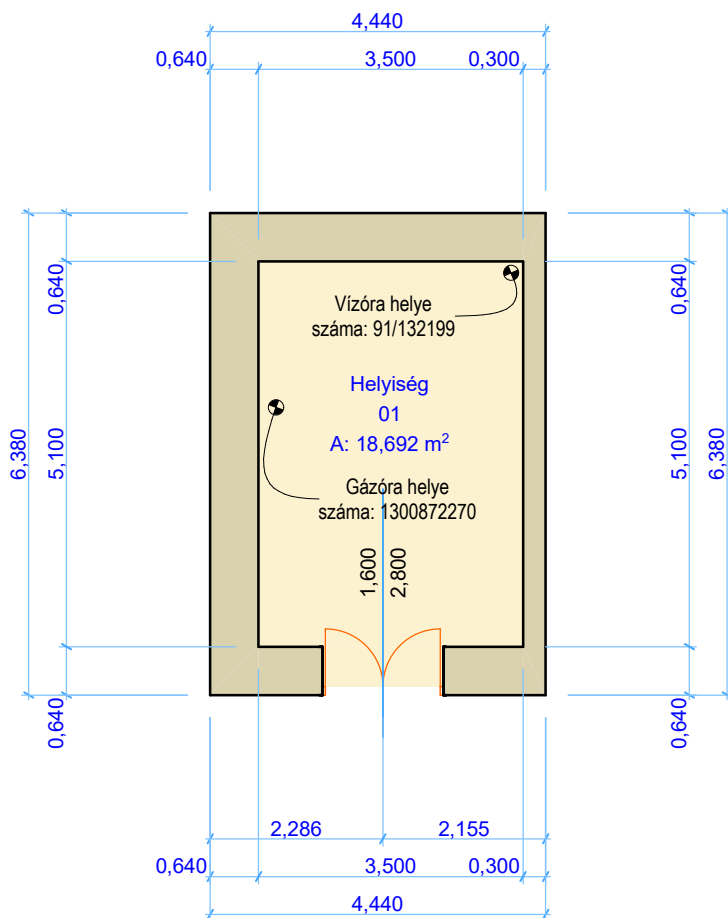 4,440
0,640 3,500 0,300
0,640 0,640
Vízóra helye
száma: 91/132199
Helyiség
01
A: 18,692 m²
6,380 5,100 5,100 6,380
Gázóra helye
száma: 1300872270
1,600 2,800
0,640 0,640
2,286 2,155
0,640 3,500 0,300
4,440